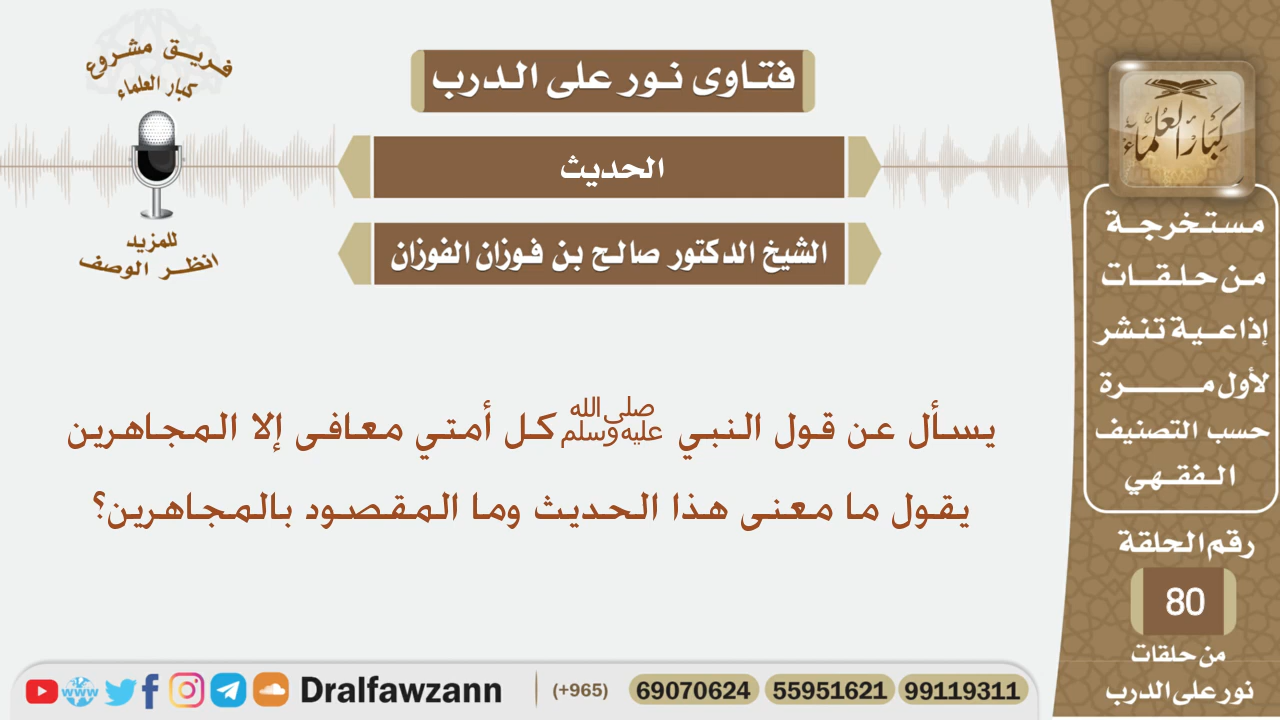 فتاوى نور على الدرب
الحديث
الشيخ الدكتور صالح بن فوزان الفوزان
فريق مشروع
كبار العلماء
للمزيد
انظر الوصف
كبار العلماء
مستخرجة
من حلقات
إذاعية تنشر
لأول مرة
حسب التصنيف
الفقهي
رقم الحلقة
80
من حلقات
نور على الدرب
يسأل عن قول النبي ﷺ كل أمتي معافى إلا المجاهرين
يقول ما معنى هذا الحديث وما المقصود بالمجاهرين؟
www Dralfawzann (+965) 69070624 55951621 99119311